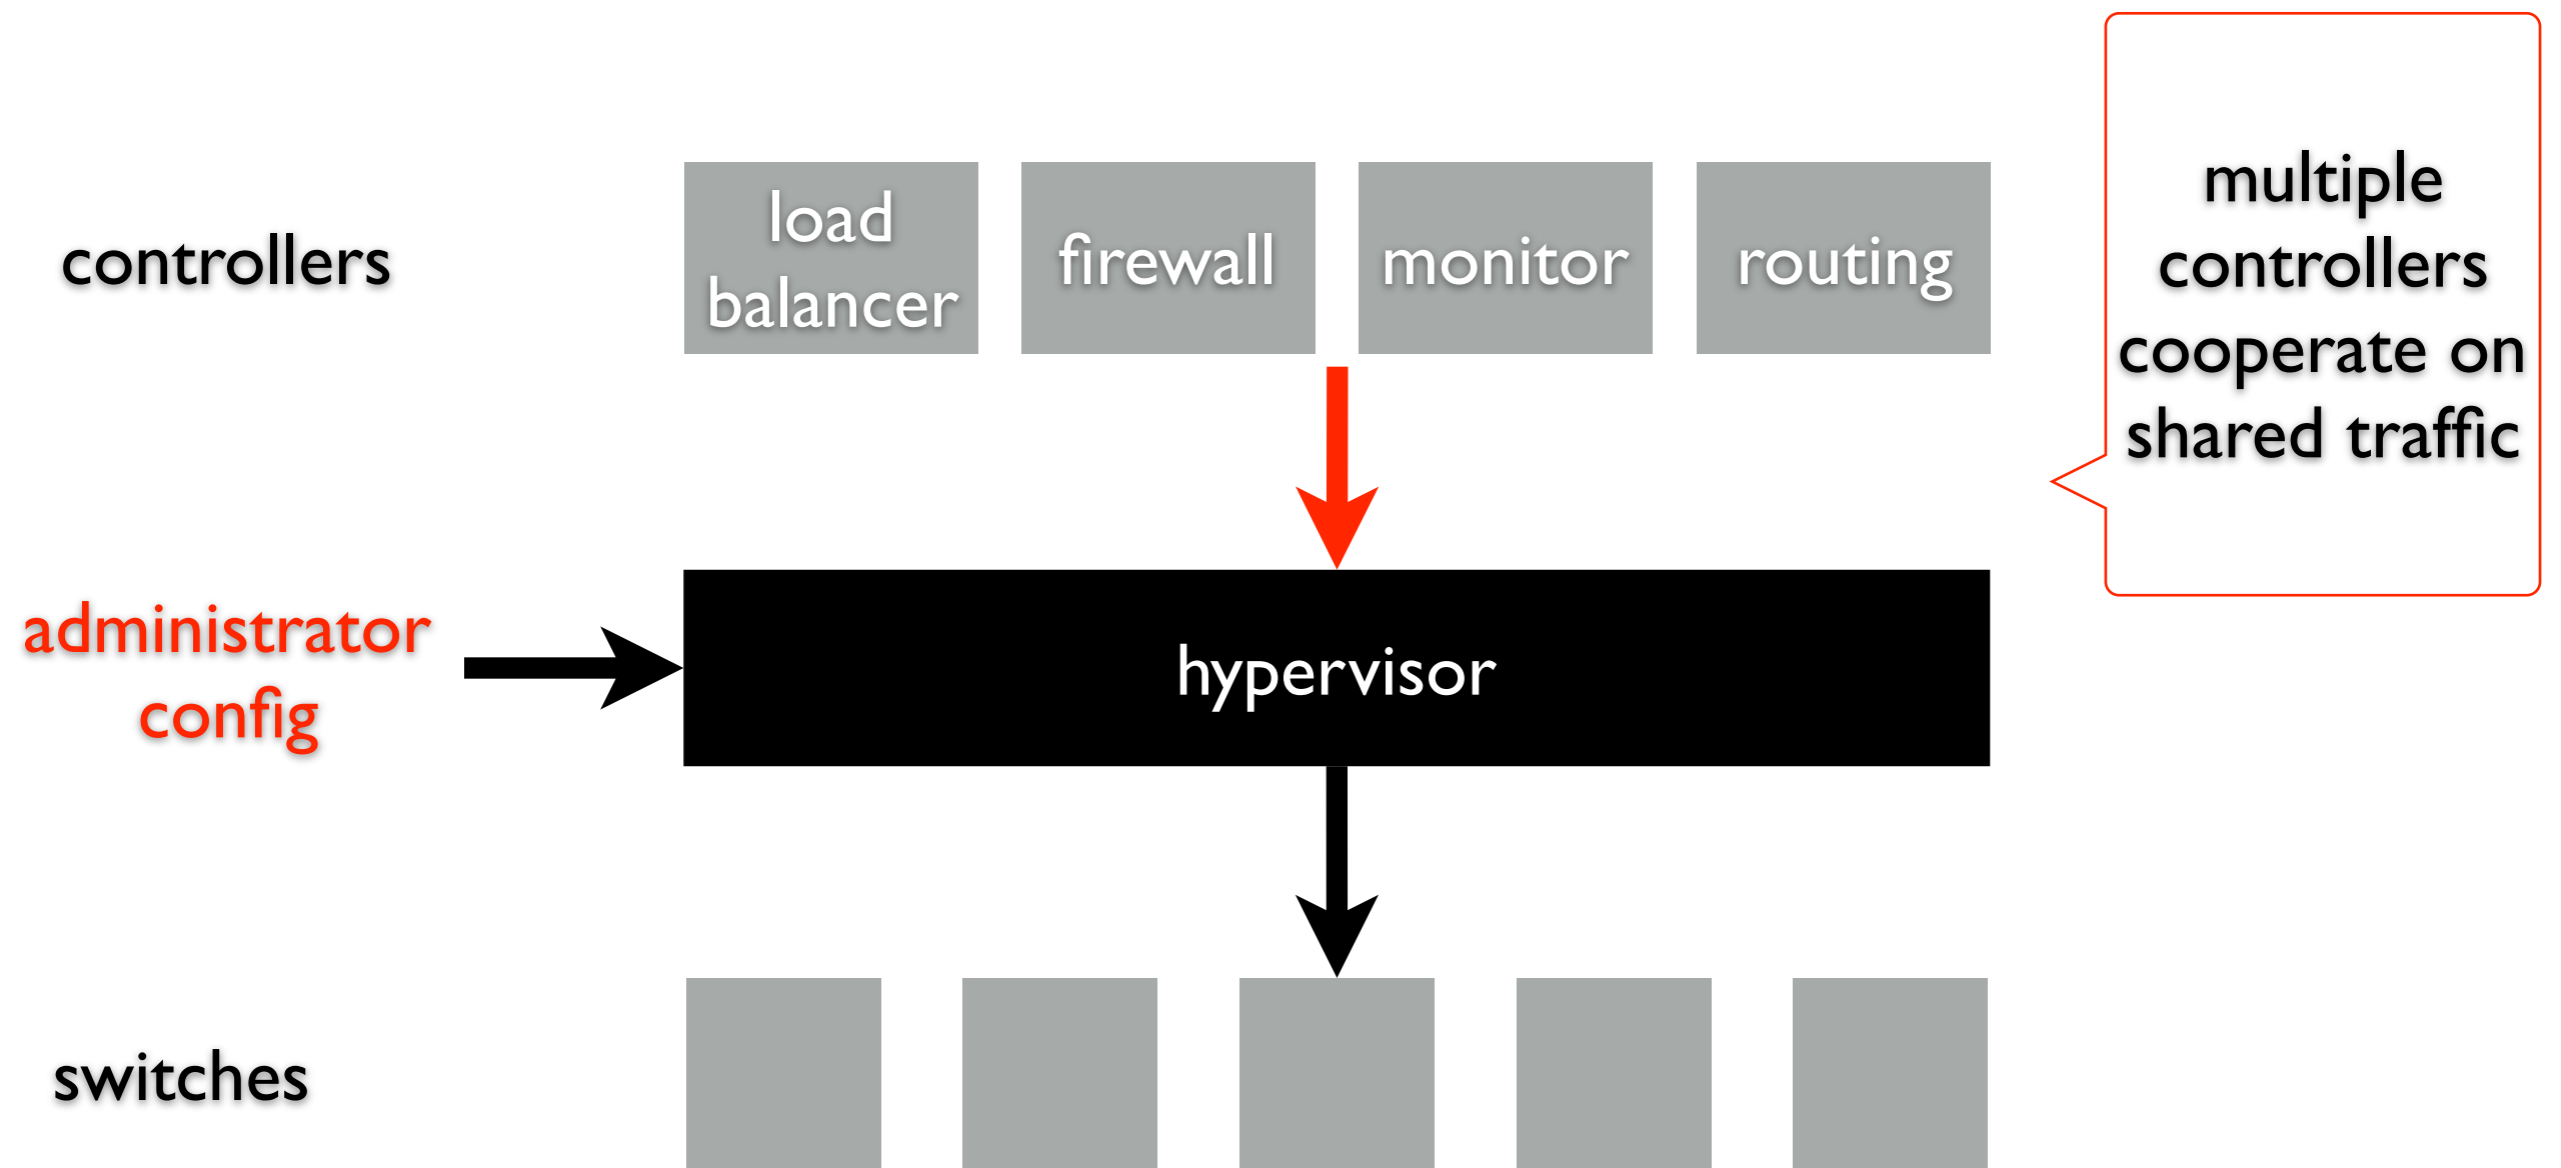 controllers
load
balancer
firewall
monitor
routing
multiple
controllers
cooperate on
shared traffic
administrator
config
hypervisor
switches